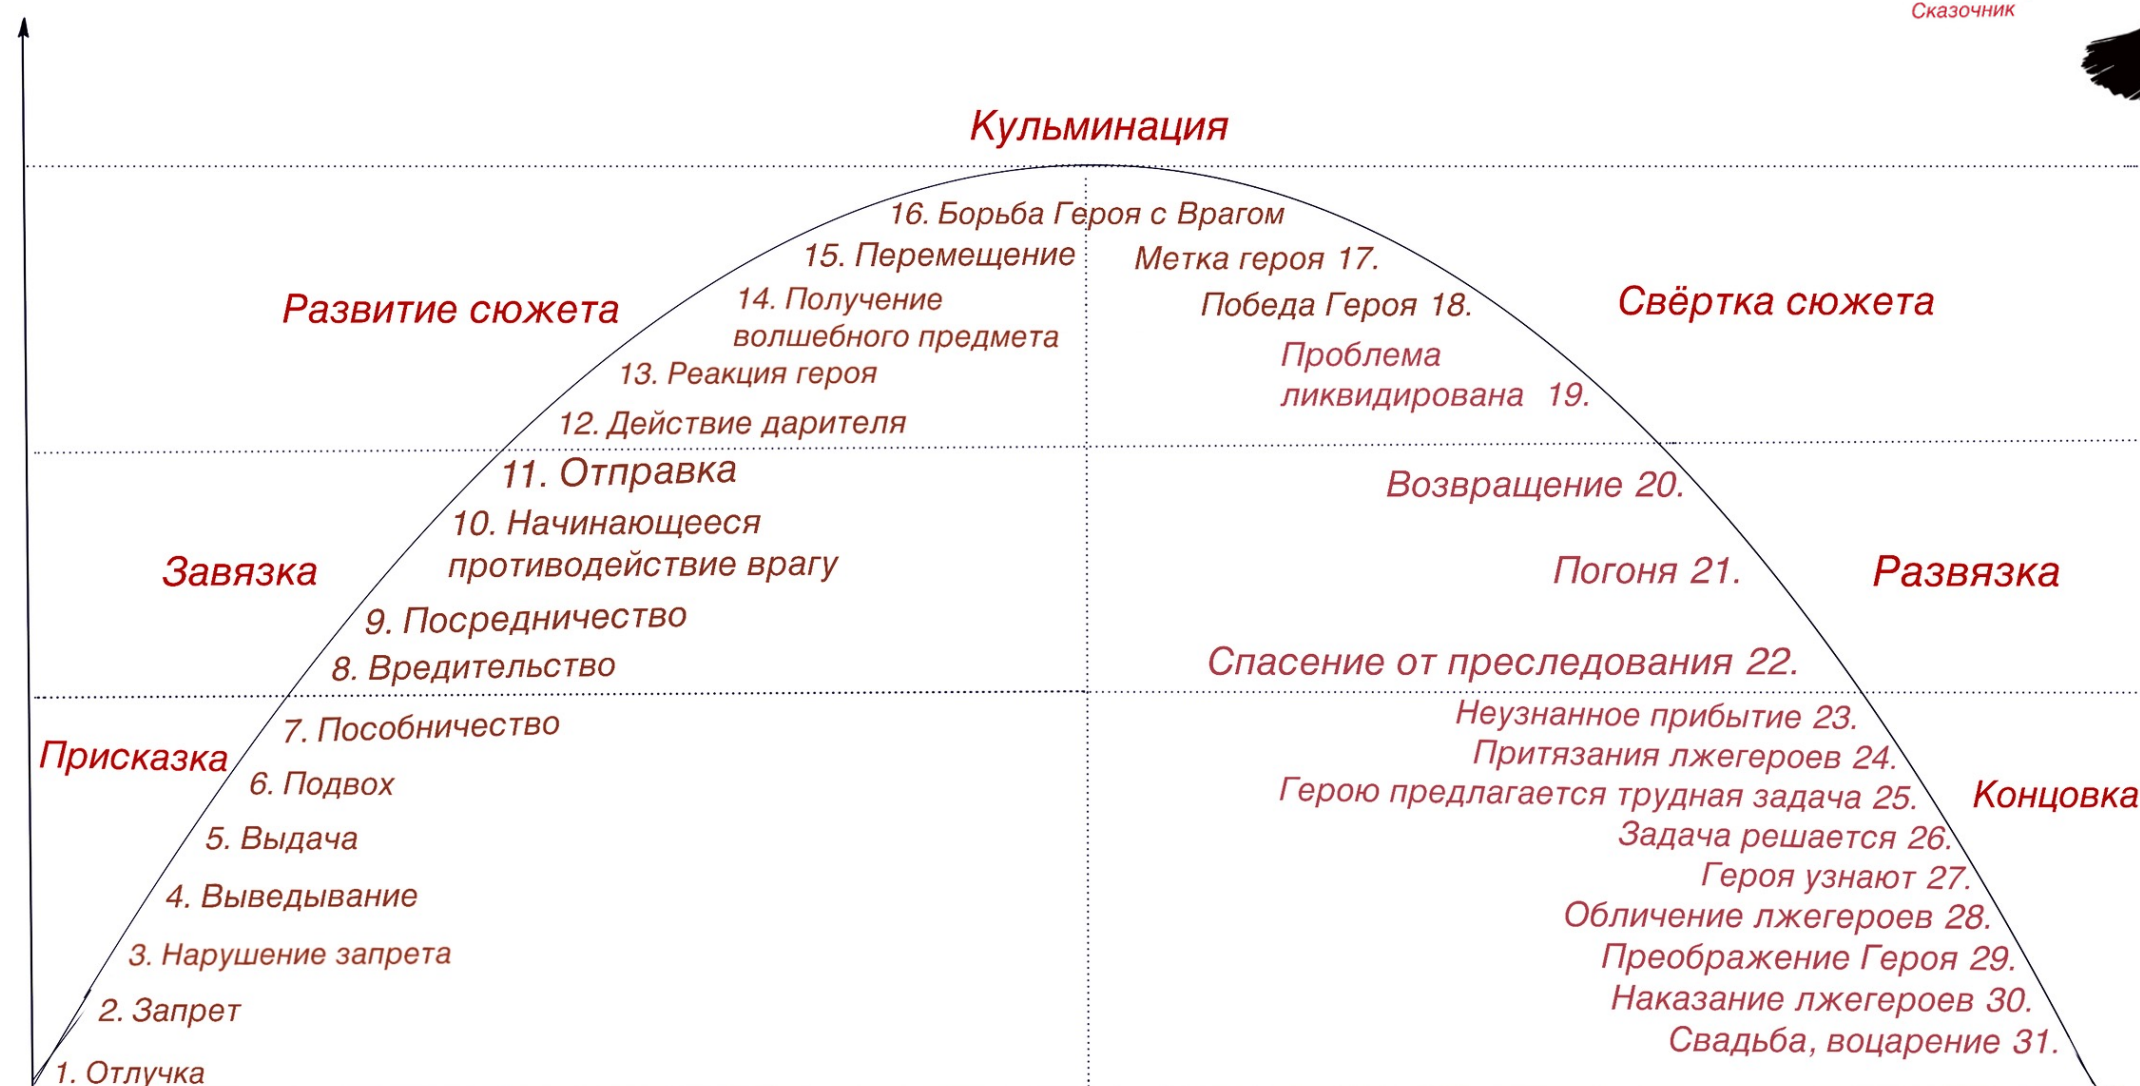 Сказочник
Кульминация
16. Борьба Героя с Врагом
15. Перемещение
Метка героя 17.
14. Получение
волшебного предмета
Победа Героя 18.
Развитие сюжета
Свёртка сюжета
Проблема
ликвидирована 19.
13. Реакция героя
12. Действие дарителя
11. Отправка
Возвращение 20.
10. Начинающееся
противодействие врагу
Завязка
Погоня 21.
Развязка
9. Посредничество
8. Вредительство
Спасение от преследования 22.
7. Пособничество
Неузнанное прибытие 23.
Присказка
Притязания лжегероев 24.
6. Подвох
Герою предлагается трудная задача 25.
Концовка
5. Выдача
Задача решается 26.
Героя узнают 27.
4. Выведывание
Обличение лжегероев 28.
3. Нарушение запрета
Преображение Героя 29.
2. Запрет
Наказание лжегероев 30.
Свадьба, воцарение 31.
1. Отлучка